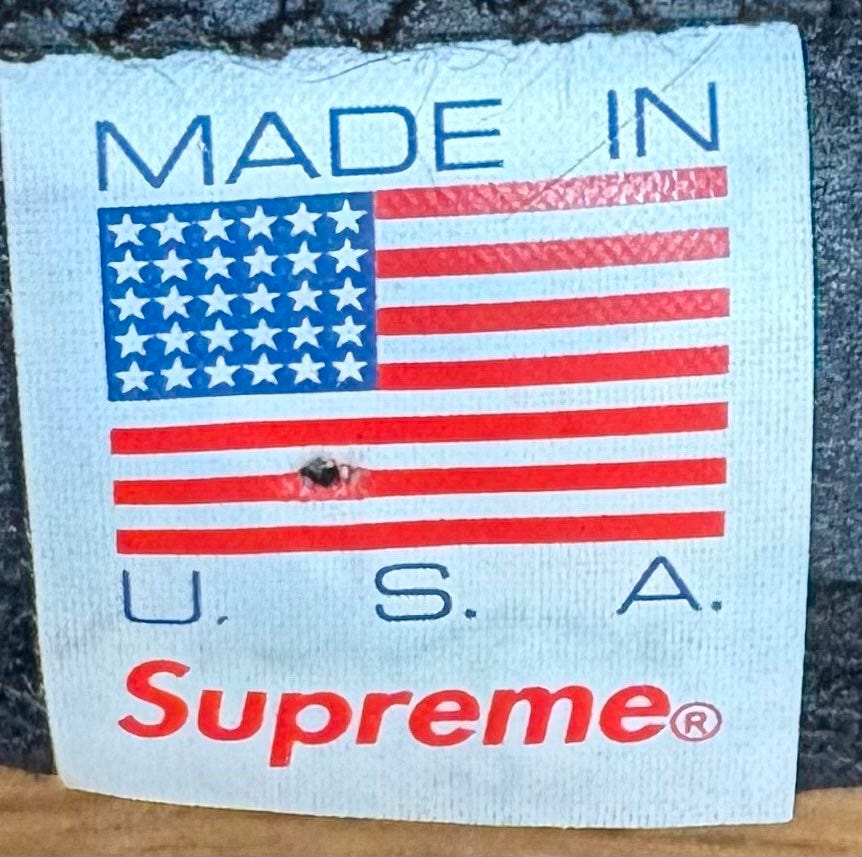 MADE IN
U. S. A.
Supreme®